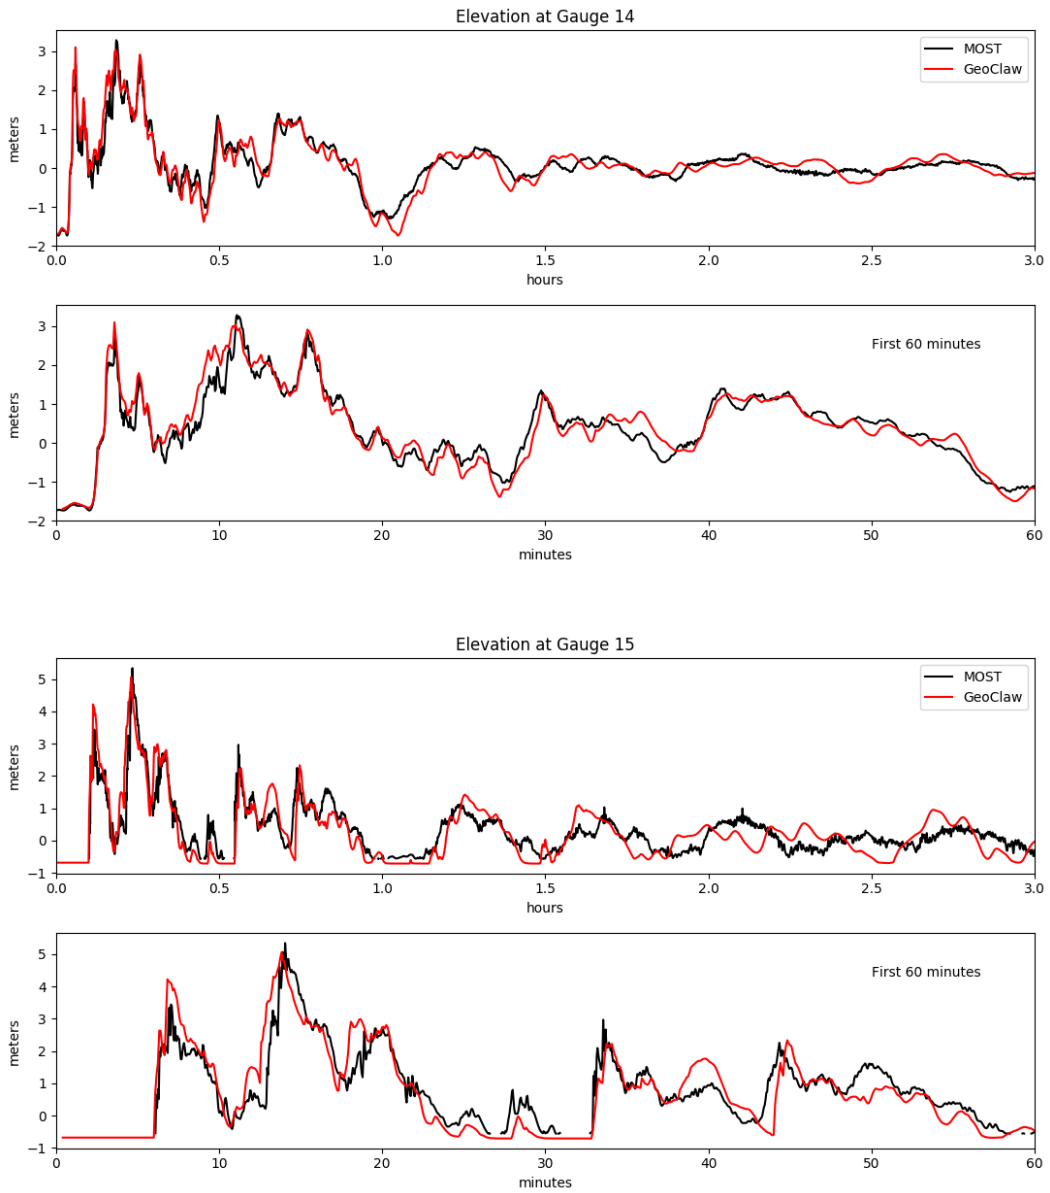 Elevation at Gauge 14
3
2
1
0
−1
−2
meters
MOST
GeoClaw
0.0 0.5 1.0 1.5 2.0 2.5 3.0
hours
3
2
1
0
−1
−2
meters
First 60 minutes
0 10 20 30 40 50 60
minutes
Elevation at Gauge 15
5
4
3
2
1
0
−1
meters
MOST
GeoClaw
0.0 0.5 1.0 1.5 2.0 2.5 3.0
hours
5
4
3
2
1
0
−1
meters
First 60 minutes
0 10 20 30 40 50 60
minutes